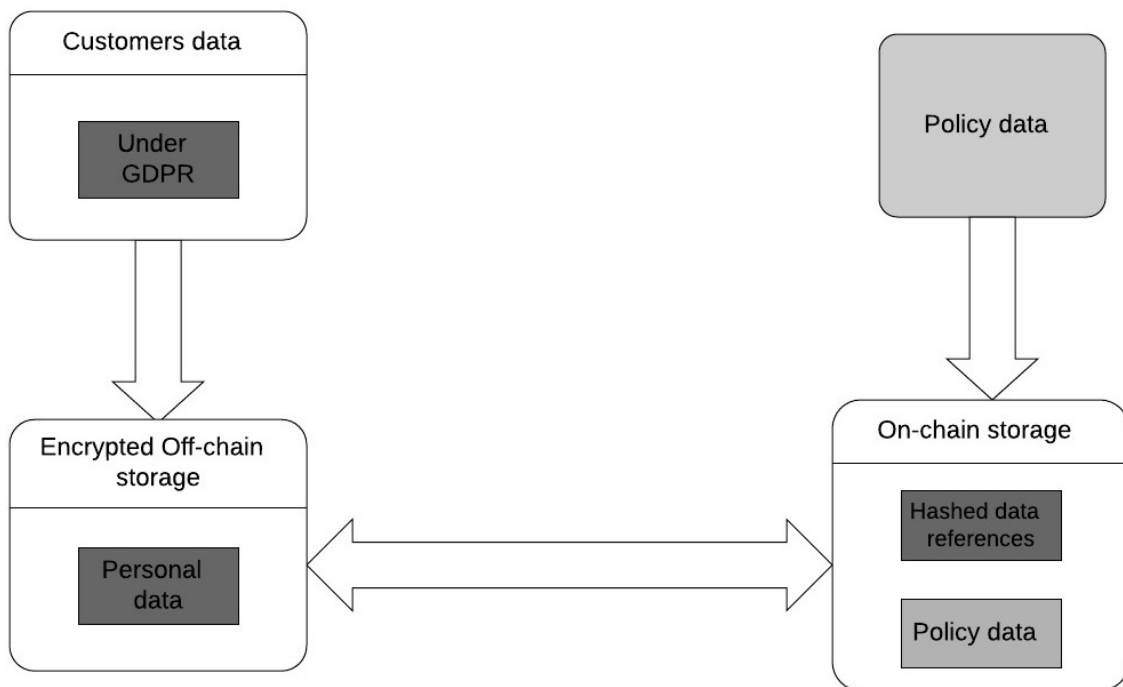 Customers data
Under
GDPR
Policy data
Encrypted Off-chain
storage
Personal
data
On-chain storage
Hashed data
references
Policy data